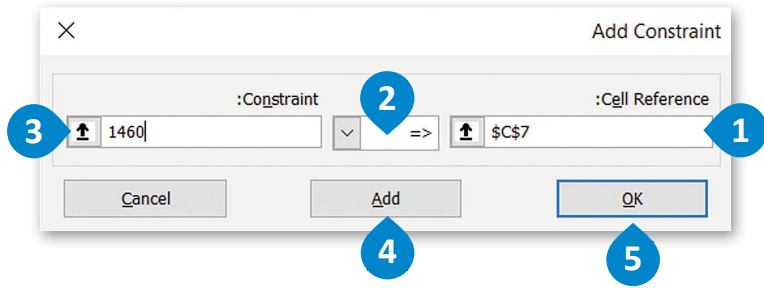 Add Constraint
:Cell Reference
:Constraint
2
1
$C$7
=>
1460
3
OK
Add
Cancel
4
5